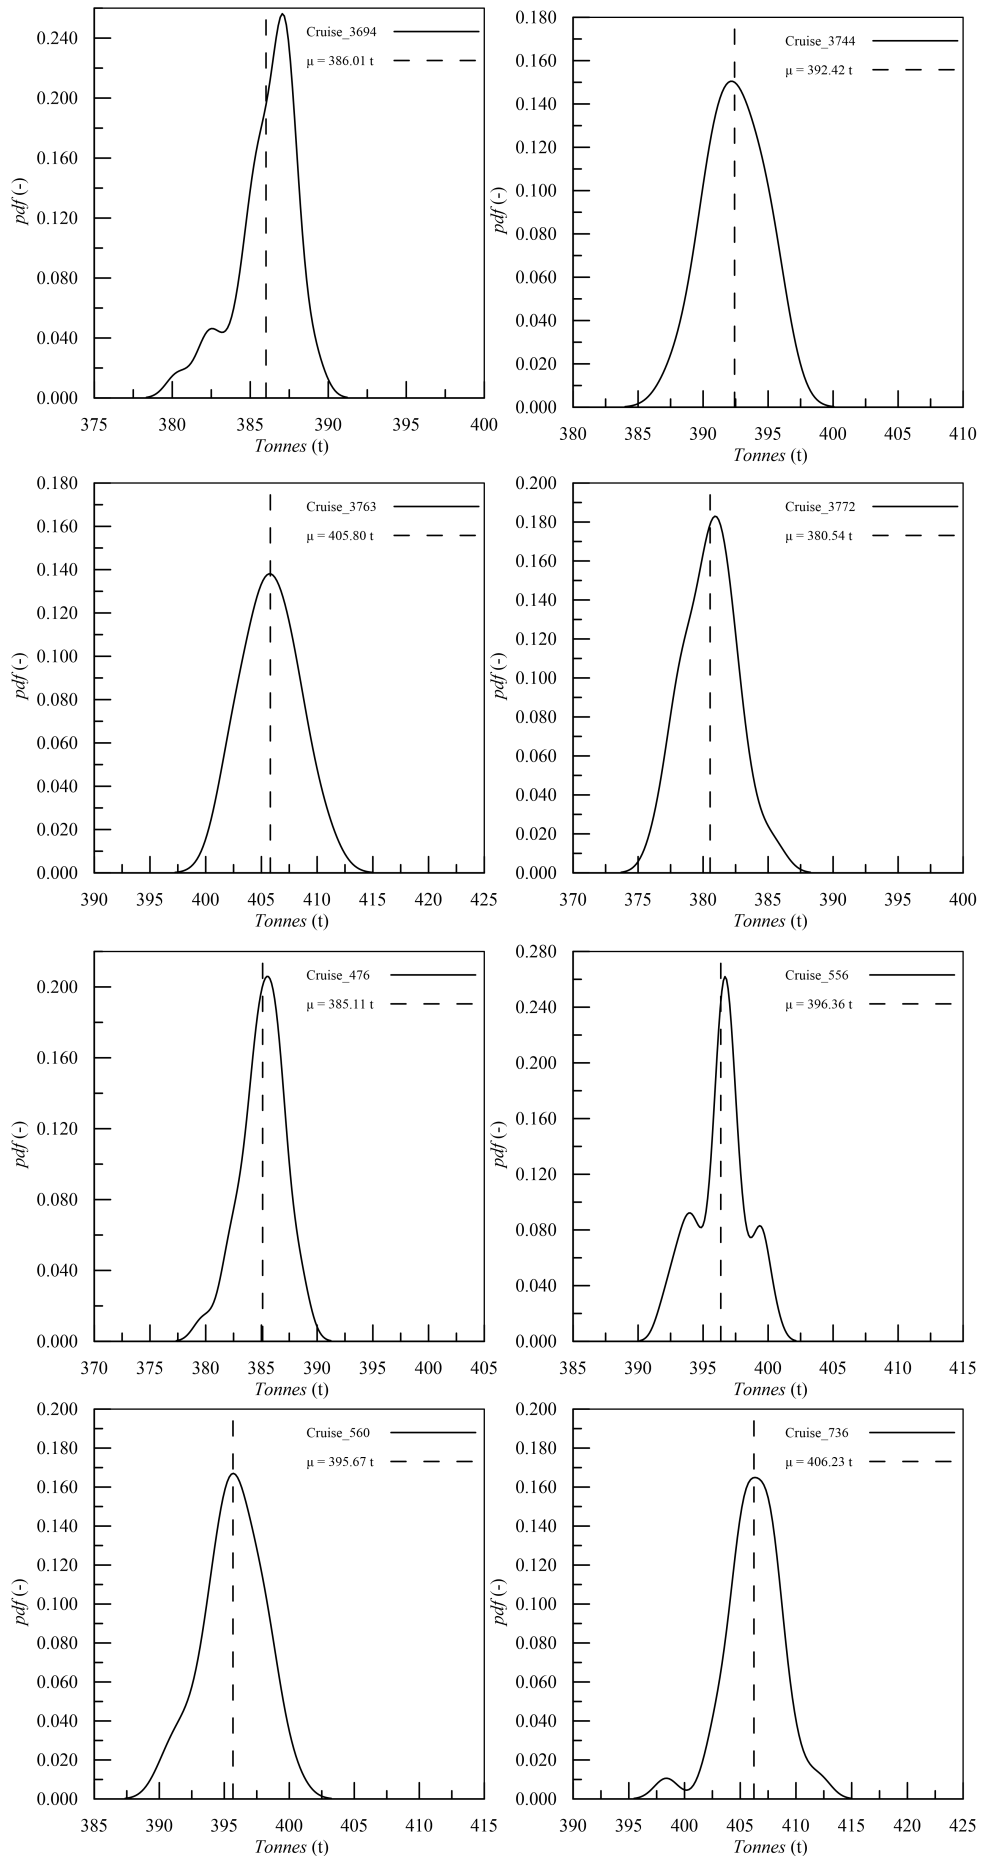 Cruise_3694
μ = 386.01 t
0.240
0.200
0.160
0.120
0.080
0.040
0.000
pdf (-)
375 380 385 390 395 400
Tonnes (t)
Cruise_3744
μ = 392.42 t
0.180
0.160
0.140
0.120
0.100
0.080
0.060
0.040
0.020
0.000
pdf (-)
380 385 390 395 400 405 410
Tonnes (t)
Cruise_3763
μ = 405.80 t
0.180
0.160
0.140
0.120
0.100
0.080
0.060
0.040
0.020
0.000
pdf (-)
390 395 400 405 410 415 420 425
Tonnes (t)
Cruise_3772
μ = 380.54 t
0.200
0.180
0.160
0.140
0.120
0.100
0.080
0.060
0.040
0.020
0.000
pdf (-)
370 375 380 385 390 395 400
Tonnes (t)
Cruise_476
μ = 385.11 t
0.200
0.160
0.120
0.080
0.040
0.000
pdf (-)
370 375 380 385 390 395 400 405
Tonnes (t)
Cruise_556
μ = 396.36 t
0.280
0.240
0.200
0.160
0.120
0.080
0.040
0.000
pdf (-)
385 390 395 400 405 410 415
Tonnes (t)
Cruise_560
μ = 395.67 t
0.200
0.180
0.160
0.140
0.120
0.100
0.080
0.060
0.040
0.020
0.000
pdf (-)
385 390 395 400 405 410 415
Tonnes (t)
Cruise_736
μ = 406.23 t
0.200
0.180
0.160
0.140
0.120
0.100
0.080
0.060
0.040
0.020
0.000
pdf (-)
390 395 400 405 410 415 420 425
Tonnes (t)